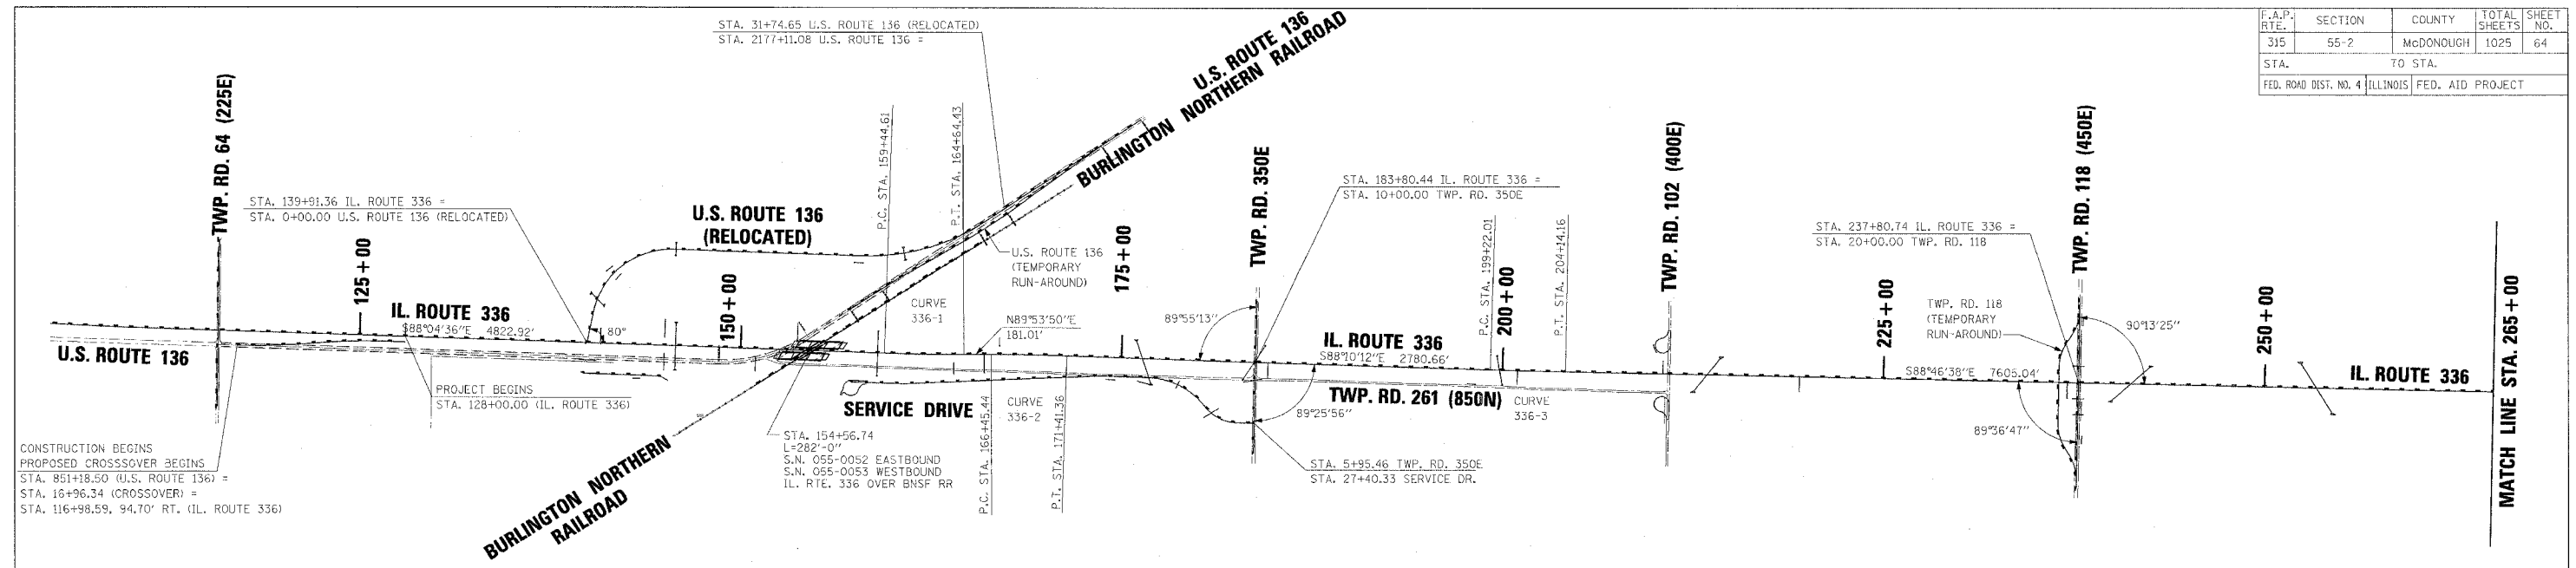 F.A.P. RTE. SECTION COUNTY TOTAL SHEETS SHEET NO.
315 55-2 McDONOUGH 1025 64
STA. TO STA.
FED. ROAD DIST. NO. 4 ILLINOIS FED. AID PROJECT
STA. 31+74.65 U.S. ROUTE 136 (RELOCATED)
STA. 2177+11.08 U.S. ROUTE 136 =
U.S. ROUTE 136
BURLINGTON NORTHERN RAILROAD
TWP. RD. 64 (225E)
STA. 139+91.36 IL. ROUTE 336 =
STA. 0+00.00 U.S. ROUTE 136 (RELOCATED)
125+00
IL. ROUTE 336
S88°04'36"E 4822.92'
U.S. ROUTE 136
80°
U.S. ROUTE 136
(RELOCATED)
150+00
P.C. STA. 159+44.61
P.T. STA. 164+64.43
U.S. ROUTE 136
(TEMPORARY
RUN-AROUND)
CURVE
336-1
N89°53'50"E
181.01'
175+00
TWP. RD. 350E
89°55'13"
STA. 183+80.44 IL. ROUTE 336 =
STA. 10+00.00 TWP. RD. 350E
IL. ROUTE 336
S88°10'12"E 2780.66'
P.C. STA. 199+22.01
200+00
P.T. STA. 204+14.16
TWP. RD. 102 (400E)
STA. 237+80.74 IL. ROUTE 336 =
STA. 20+00.00 TWP. RD. 118
225+00
TWP. RD. 118
(TEMPORARY
RUN-AROUND)
TWP. RD. 118 (450E)
90°13'25"
S88°46'38"E 7605.04'
250+00
IL. ROUTE 336
MATCH LINE STA. 265+00
PROJECT BEGINS
STA. 128+00.00 (IL. ROUTE 336)
CONSTRUCTION BEGINS
PROPOSED CROSSSOVER BEGINS
STA. 851+18.50 (U.S. ROUTE 136) =
STA. 16+96.34 (CROSSOVER) =
STA. 116+98.59, 94.70' RT. (IL. ROUTE 336)
BURLINGTON NORTHERN
RAILROAD
SERVICE DRIVE
STA. 154+56.74
L=282'-0"
S.N. 055-0052 EASTBOUND
S.N. 055-0053 WESTBOUND
IL. RTE. 336 OVER BNSF RR
P.C. STA. 166+45.44
CURVE
336-2
P.T. STA. 171+41.36
89°25'56"
TWP. RD. 261 (850N)
CURVE
336-3
STA. 5+95.46 TWP. RD. 350E
STA. 27+40.33 SERVICE DR.
89°36'47"